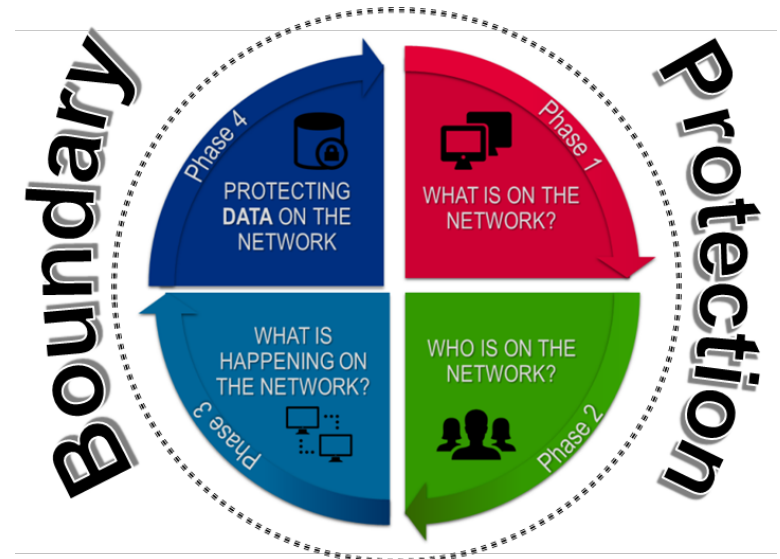 Boundary
Protection
Phase 1
WHAT IS ON THE
NETWORK?
Phase 2
WHO IS ON THE
NETWORK?
Phase 3
WHAT IS
HAPPENING ON
THE NETWORK?
Phase 4
PROTECTING
DATA ON THE
NETWORK